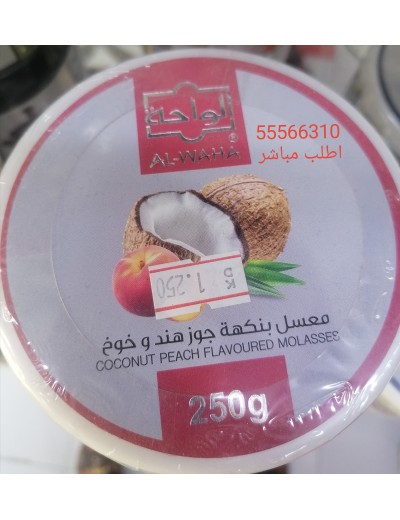 الواحة
AL-WAHA
55566310
اطلب مباشر
KD
1.250
معسل بنكهة جوز هند و خوخ
COCONUT PEACH FLAVOURED MOLASSES
250g